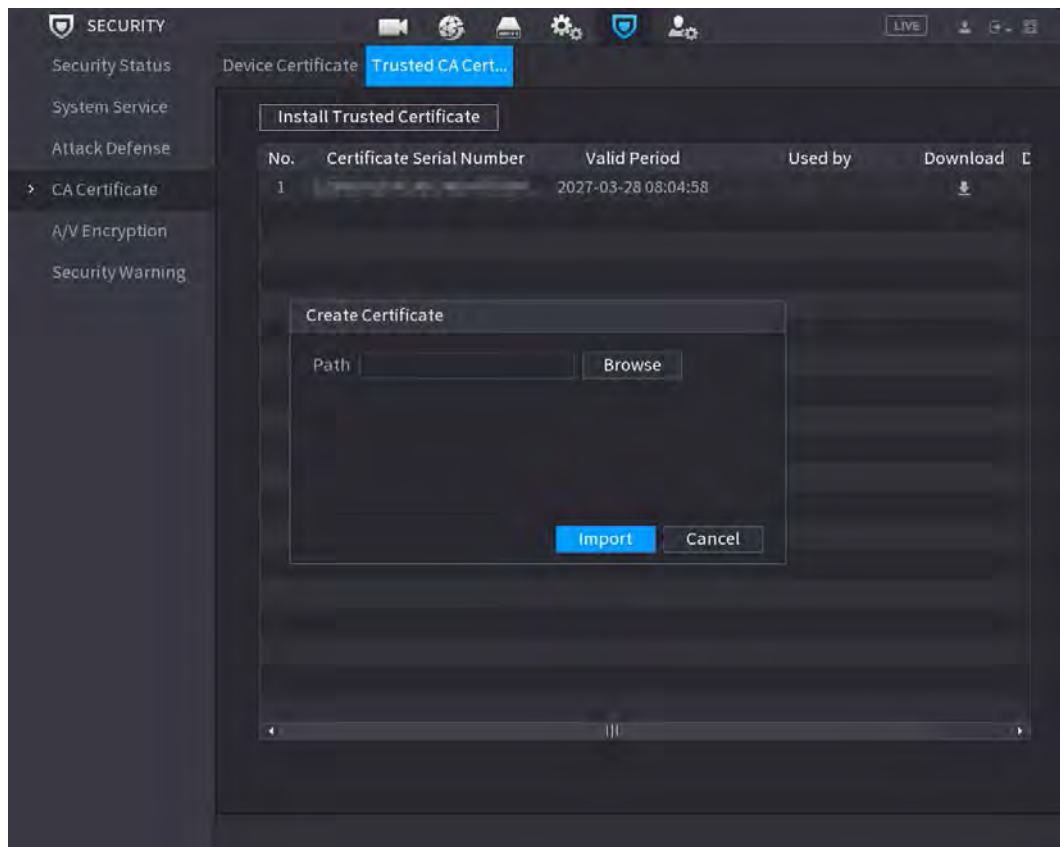 SECURITY
LIVE
Security Status
Device Certificate
Trusted CA Cert...
System Service
Install Trusted Certificate
Attack Defense
No. Certificate Serial Number Valid Period Used by Download D
CA Certificate
1 2027-03-28 08:04:58
A/V Encryption
Security Warning
Create Certificate
Path
Browse
Import
Cancel